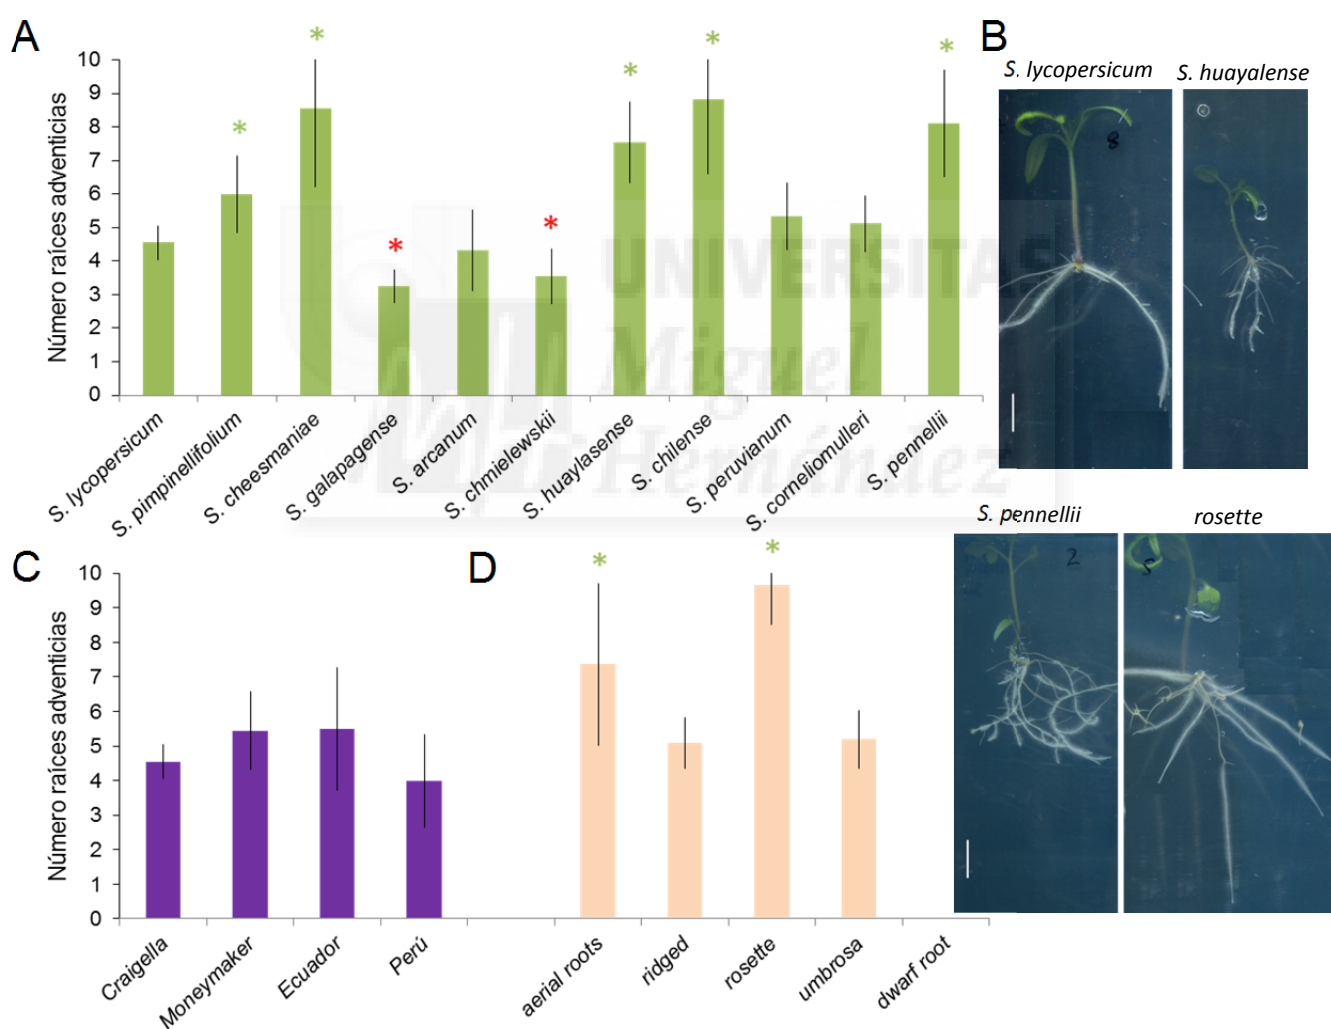 A
Número raíces adventicias
10
9
8
7
6
5
4
3
2
1
0
*
*
*
*
*
*
*
*
S. lycopersicum
S. pimpinellifolium
S. cheesmaniae
S. galapagense
S. arcanum
S. chmielewskii
S. huaylasense
S. chilense
S. peruvianum
S. corneliomulleri
S. pennellii
UNIVERSITAS
Miguel
Hernández
B
S. lycopersicum
S. huayalense
8
S. pennellii
rosette
2
5
C
Número raíces adventicias
10
9
8
7
6
5
4
3
2
1
0
Craigella
Moneymaker
Ecuador
Perú
D
*
*
aerial roots
ridged
rosette
umbrosa
dwarf root